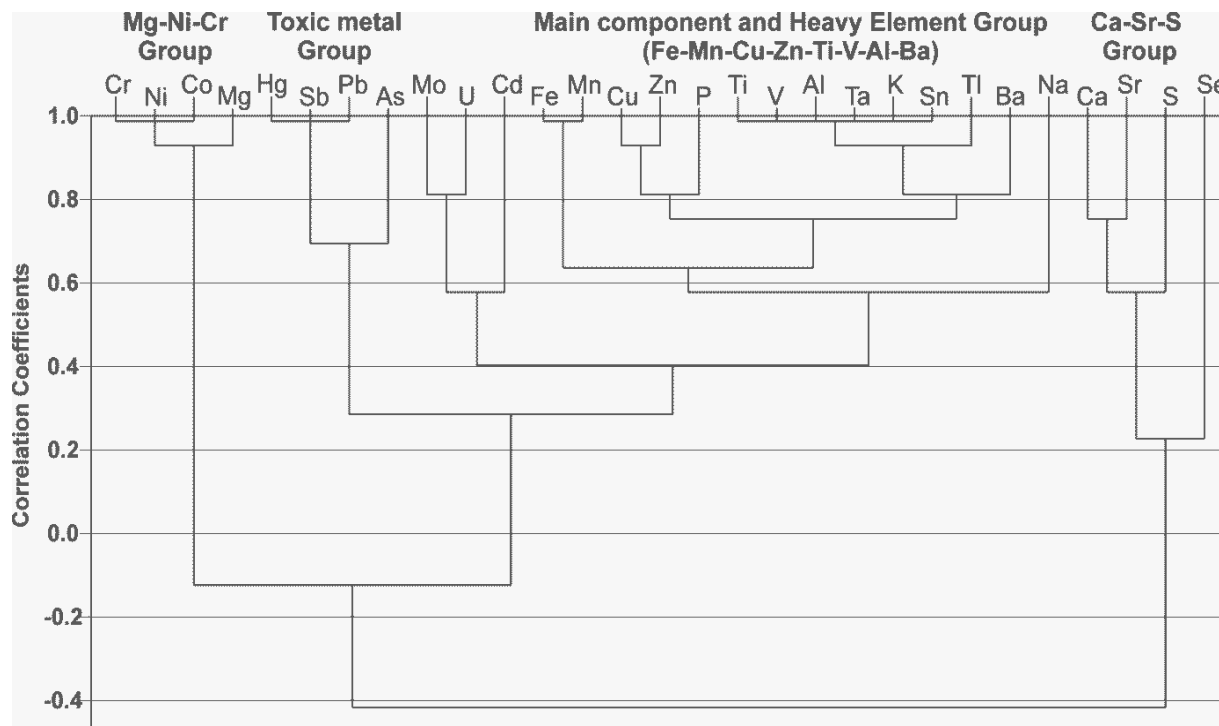 Mg-Ni-Cr Group
Toxic metal Group
Main component and Heavy Element Group
(Fe-Mn-Cu-Zn-Ti-V-Al-Ba)
Ca-Sr-S Group
Cr Ni Co Mg Hg Sb Pb As Mo U Cd Fe Mn Cu Zn P Ti V Al Ta K Sn Tl Ba Na Ca Sr S Se
1.0
0.8
0.6
0.4
0.2
0.0
-0.2
-0.4
Correlation Coefficients